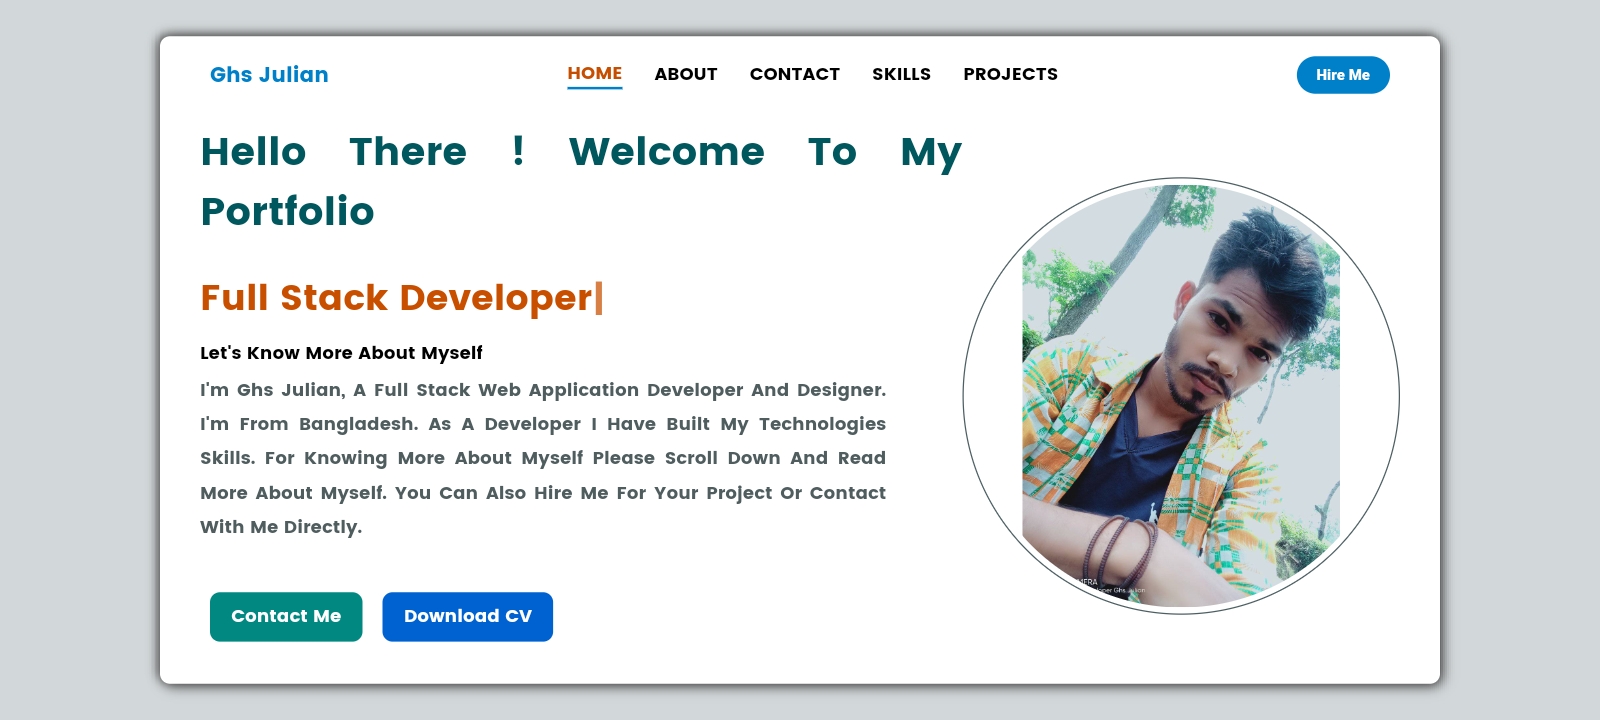 Ghs Julian
HOME ABOUT CONTACT SKILLS PROJECTS
Hire Me
Hello There ! Welcome To My
Portfolio
Full Stack Developer
Let's Know More About Myself
I'm Ghs Julian, A Full Stack Web Application Developer And Designer.
I'm From Bangladesh. As A Developer I Have Built My Technologies
Skills. For Knowing More About Myself Please Scroll Down And Read
More About Myself. You Can Also Hire Me For Your Project Or Contact
With Me Directly.
Contact Me
Download CV
Ghs Julian